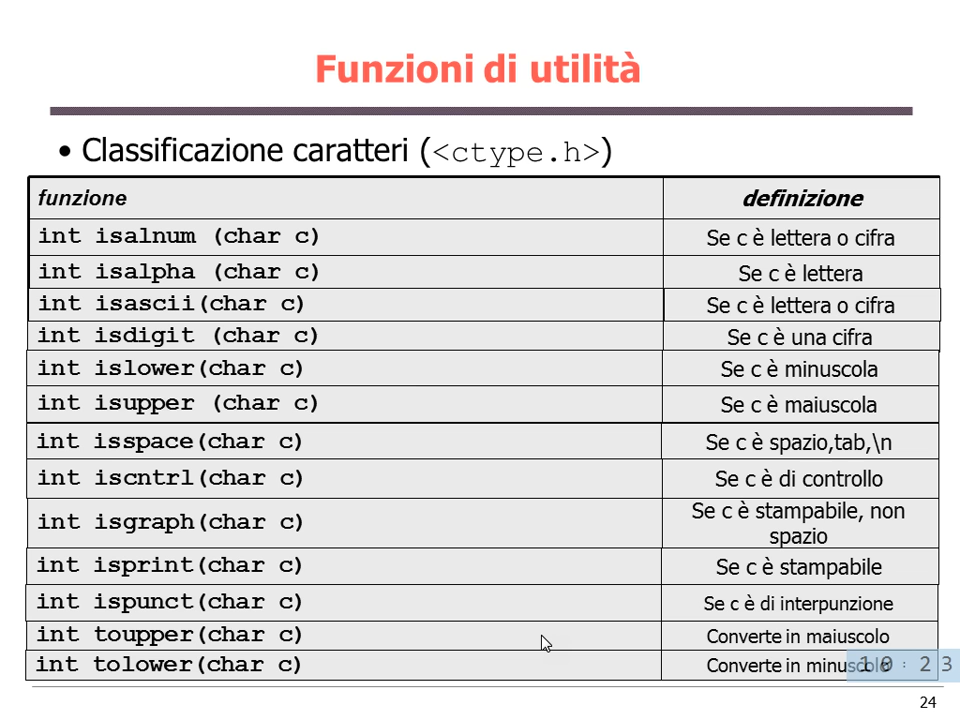 Funzioni di utilità
• Classificazione caratteri (<ctype.h>)
funzione definizione
int isalnum (char c) Se c è lettera o cifra
int isalpha (char c) Se c è lettera
int isascii(char c) Se c è lettera o cifra
int isdigit (char c) Se c è una cifra
int islower(char c) Se c è minuscola
int isupper (char c) Se c è maiuscola
int isspace(char c) Se c è spazio,tab,\n
int iscntrl(char c) Se c è di controllo
int isgraph(char c) Se c è stampabile, non
spazio
int isprint(char c) Se c è stampabile
int ispunct(char c) Se c è di interpunzione
int toupper(char c) Converte in maiuscolo
int tolower(char c) Converte in minuscolo
24